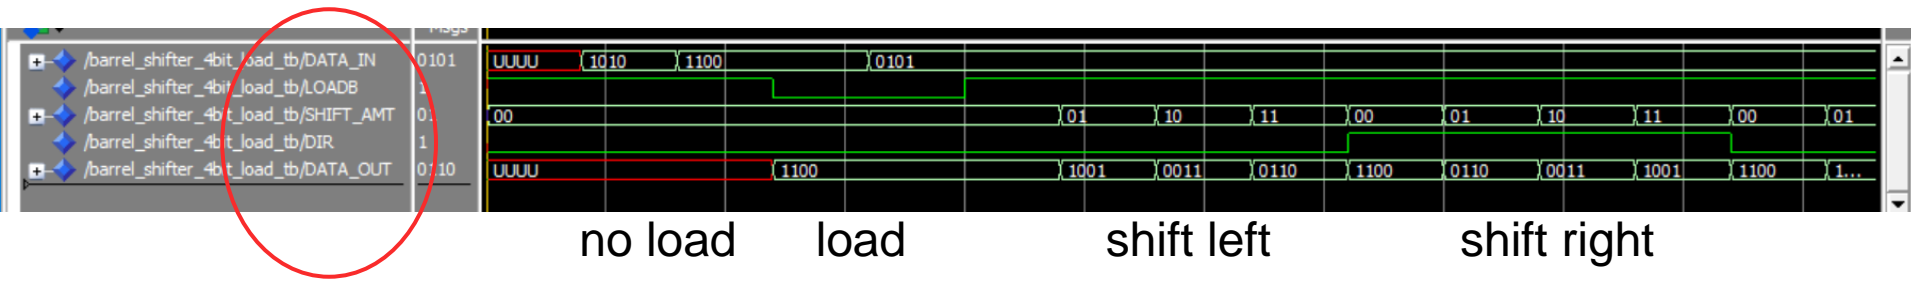 Msgs
/barrel_shifter_4bit_load_tb/DATA_IN 0101 UUUU 1010 1100 0101
/barrel_shifter_4bit_load_tb/LOADB 1
/barrel_shifter_4bit_load_tb/SHIFT_AMT 01 00 01 10 11 00 01 10 11 00 01
/barrel_shifter_4bit_load_tb/DIR 1
/barrel_shifter_4bit_load_tb/DATA_OUT 0110 UUUU 1100 1001 0011 0110 1100 0110 0011 1001 1100 1...
no load load shift left shift right